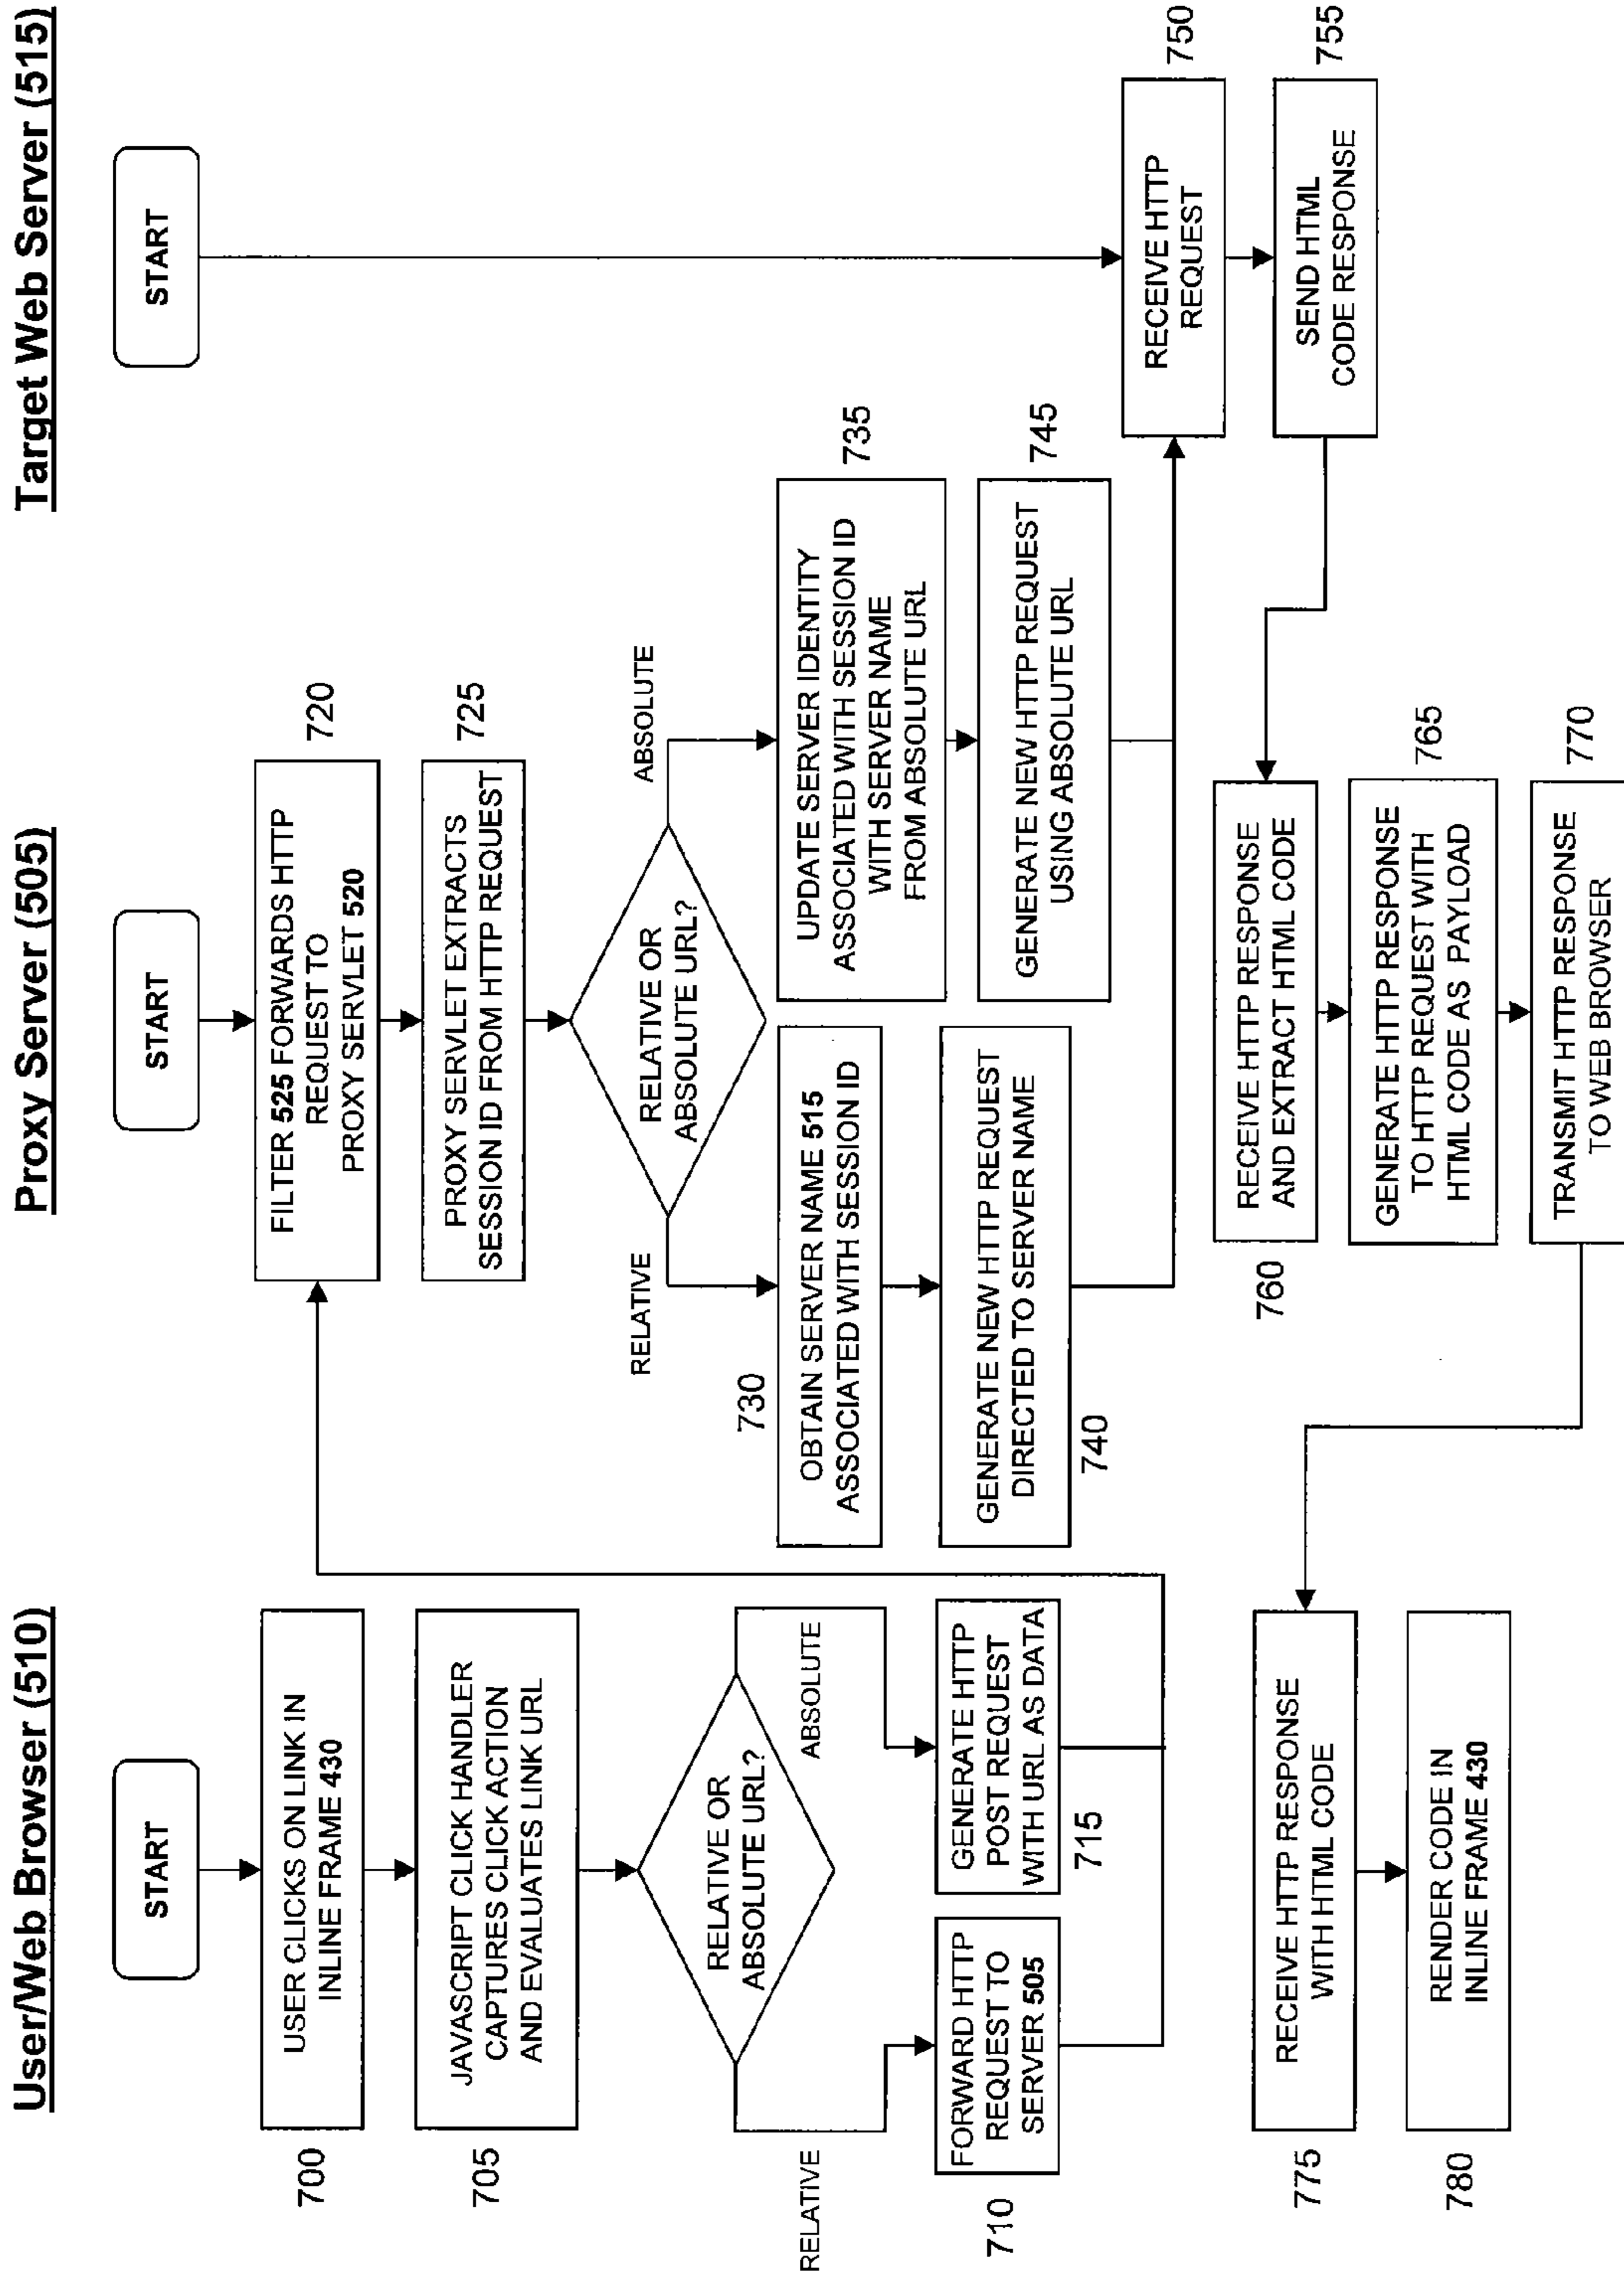 User/Web Browser (510)
START
USER CLICKS ON LINK IN
INLINE FRAME 430
700
JAVASCRIPT CLICK HANDLER
CAPTURES CLICK ACTION
AND EVALUATES LINK URL
705
RELATIVE OR
ABSOLUTE URL?
RELATIVE
ABSOLUTE
FORWARD HTTP
REQUEST TO
SERVER 505
710
GENERATE HTTP
POST REQUEST
WITH URL AS DATA
715
RECEIVE HTTP RESPONSE
WITH HTML CODE
775
RENDER CODE IN
INLINE FRAME 430
780
Proxy Server (505)
START
FILTER 525 FORWARDS HTTP
REQUEST TO
PROXY SERVLET 520
720
PROXY SERVLET EXTRACTS
SESSION ID FROM HTTP REQUEST
725
RELATIVE OR
ABSOLUTE URL?
RELATIVE
ABSOLUTE
730
OBTAIN SERVER NAME 515
ASSOCIATED WITH SESSION ID
UPDATE SERVER IDENTITY
ASSOCIATED WITH SESSION ID
WITH SERVER NAME
FROM ABSOLUTE URL
735
GENERATE NEW HTTP REQUEST
DIRECTED TO SERVER NAME
740
GENERATE NEW HTTP REQUEST
USING ABSOLUTE URL
745
RECEIVE HTTP RESPONSE
AND EXTRACT HTML CODE
760
GENERATE HTTP RESPONSE
TO HTTP REQUEST WITH
HTML CODE AS PAYLOAD
765
TRANSMIT HTTP RESPONSE
TO WEB BROWSER
770
Target Web Server (515)
START
RECEIVE HTTP
REQUEST
750
SEND HTML
CODE RESPONSE
755